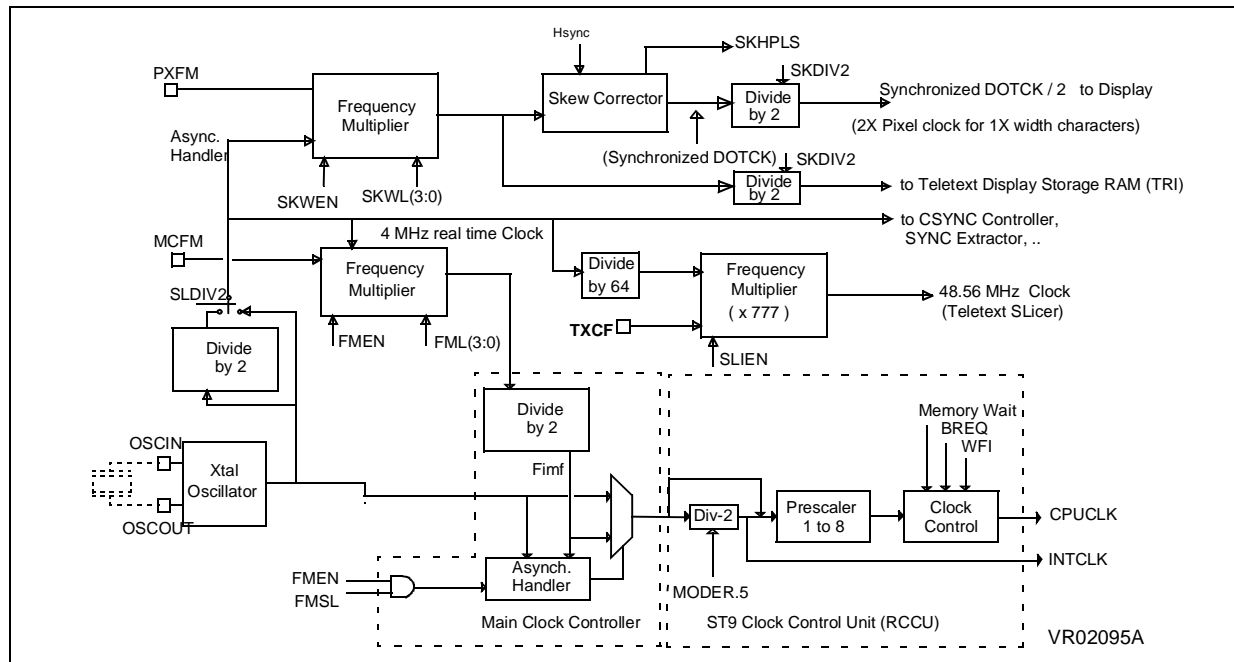 Hsync
SKHPLS
PXFM
SKDIV2
Frequency
Multiplier
Skew Corrector
Divide
by 2
Synchronized DOTCK / 2 to Display
(2X Pixel clock for 1X width characters)
Async.
Handler
(Synchronized DOTCK)
SKDIV2
SKWEN
SKWL(3:0)
Divide
by 2
to Teletext Display Storage RAM (TRI)
MCFM
4 MHz real time Clock
to CSYNC Controller,
SYNC Extractor, ..
Frequency
Multiplier
Divide
by 64
Frequency
Multiplier
( x 777 )
48.56 MHz Clock
(Teletext SLicer)
SLDIV2
TXCF
FMEN
FML(3:0)
SLIEN
Divide
by 2
Divide
by 2
Memory Wait
BREQ
WFI
OSCIN
Xtal
Oscillator
OSCOUT
Fimf
Div-2
Prescaler
1 to 8
Clock
Control
CPUCLK
INTCLK
FMEN
FMSL
Asynch.
Handler
MODER.5
Main Clock Controller
ST9 Clock Control Unit (RCCU)
VR02095A